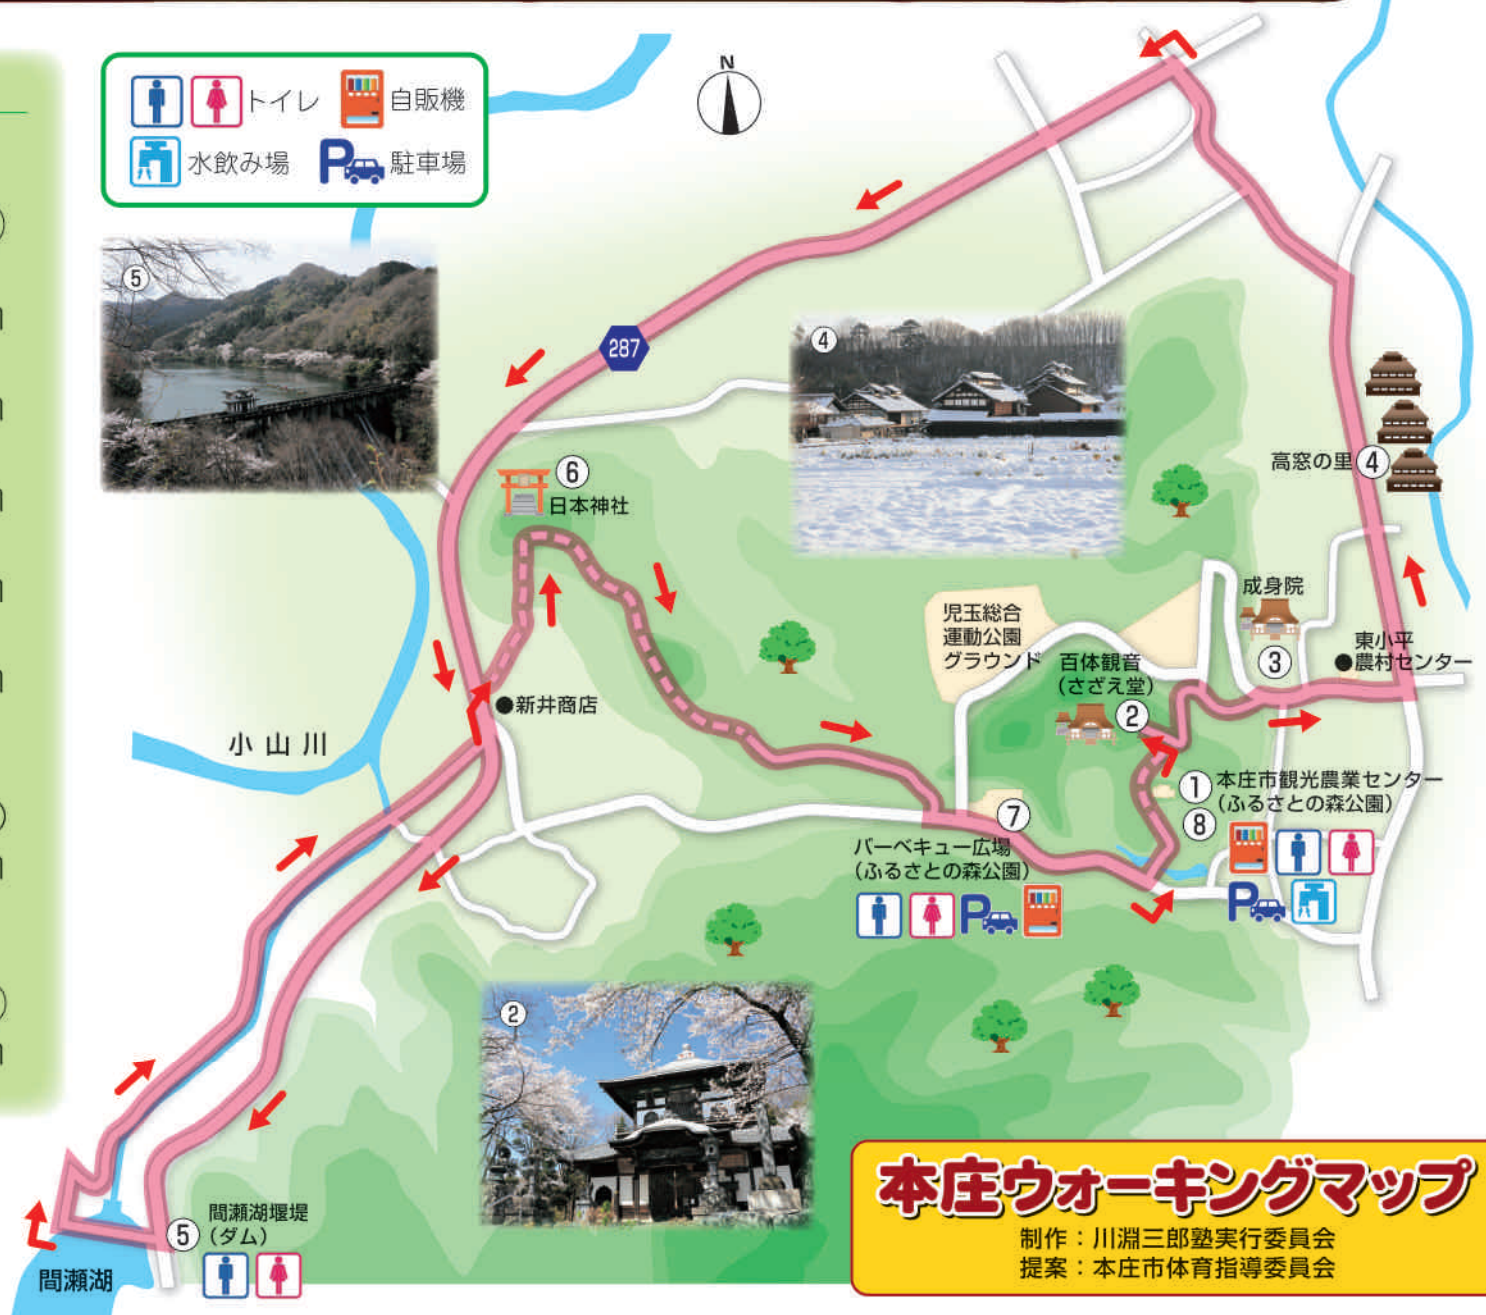 N
トイレ
自販機
水飲み場
P
駐車場
⑤
287
④
高窓の里
④
⑥
日本神社
児玉総合
運動公園
グラウンド
成身院
③
東小平
●農村センター
百体観音
(さざえ堂)
②
●新井商店
小山川
①
本庄市観光農業センター
(ふるさとの森公園)
⑧
P
⑦
バーベキュー広場
(ふるさとの森公園)
P
②
⑤
間瀬湖堰堤
(ダム)
間瀬湖
本庄ウォーキングマップ
制作:川淵三郎塾実行委員会
提案:本庄市体育指導委員会